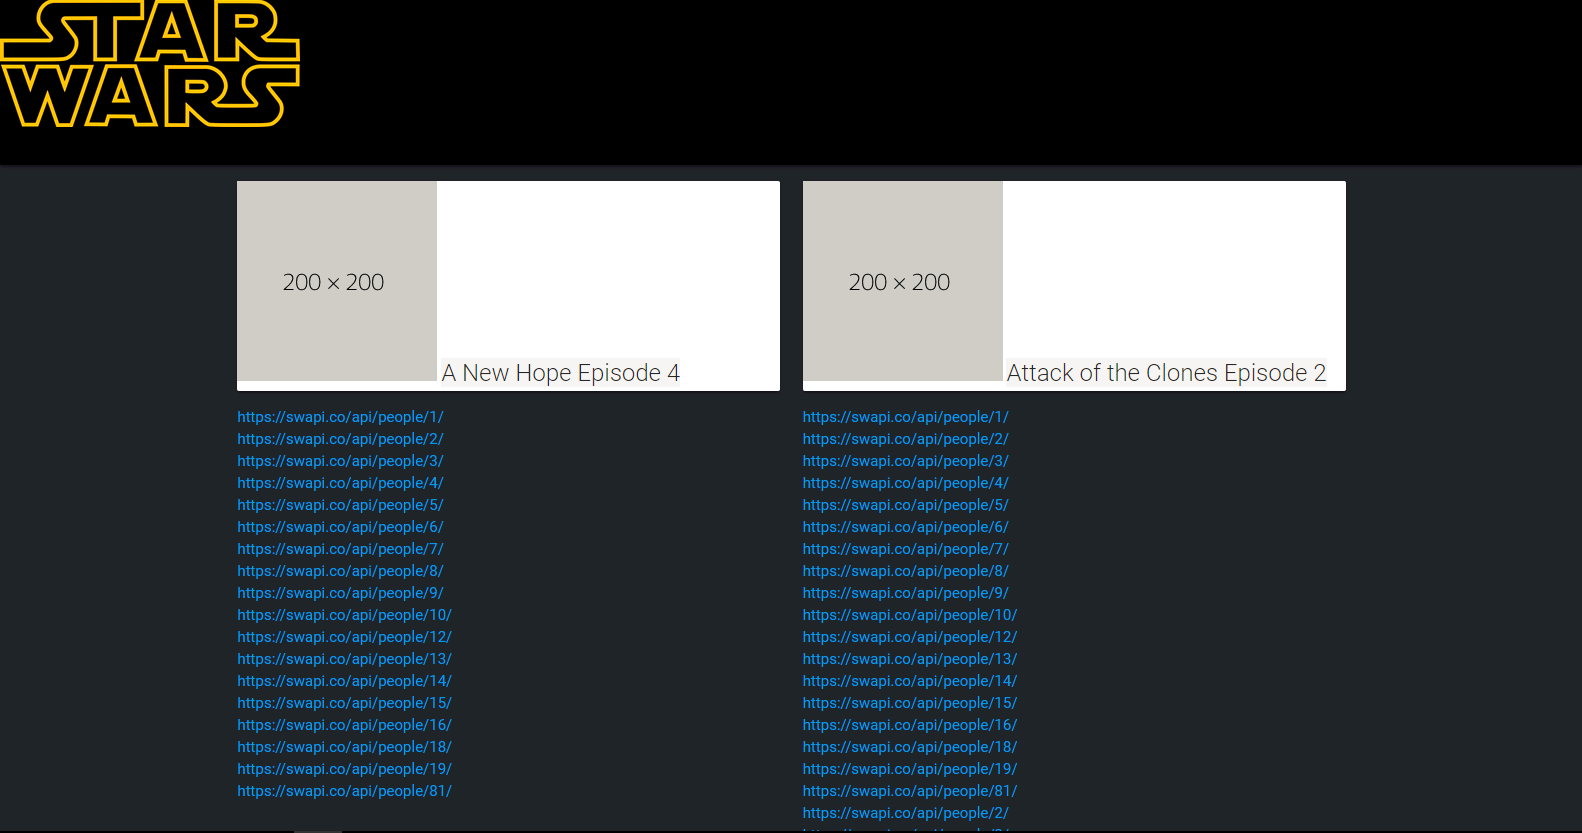 STAR
WARS
200 × 200
A New Hope Episode 4
https://swapi.co/api/people/1/
https://swapi.co/api/people/2/
https://swapi.co/api/people/3/
https://swapi.co/api/people/4/
https://swapi.co/api/people/5/
https://swapi.co/api/people/6/
https://swapi.co/api/people/7/
https://swapi.co/api/people/8/
https://swapi.co/api/people/9/
https://swapi.co/api/people/10/
https://swapi.co/api/people/12/
https://swapi.co/api/people/13/
https://swapi.co/api/people/14/
https://swapi.co/api/people/15/
https://swapi.co/api/people/16/
https://swapi.co/api/people/18/
https://swapi.co/api/people/19/
https://swapi.co/api/people/81/
200 × 200
Attack of the Clones Episode 2
https://swapi.co/api/people/1/
https://swapi.co/api/people/2/
https://swapi.co/api/people/3/
https://swapi.co/api/people/4/
https://swapi.co/api/people/5/
https://swapi.co/api/people/6/
https://swapi.co/api/people/7/
https://swapi.co/api/people/8/
https://swapi.co/api/people/9/
https://swapi.co/api/people/10/
https://swapi.co/api/people/12/
https://swapi.co/api/people/13/
https://swapi.co/api/people/14/
https://swapi.co/api/people/15/
https://swapi.co/api/people/16/
https://swapi.co/api/people/18/
https://swapi.co/api/people/19/
https://swapi.co/api/people/81/
https://swapi.co/api/people/2/